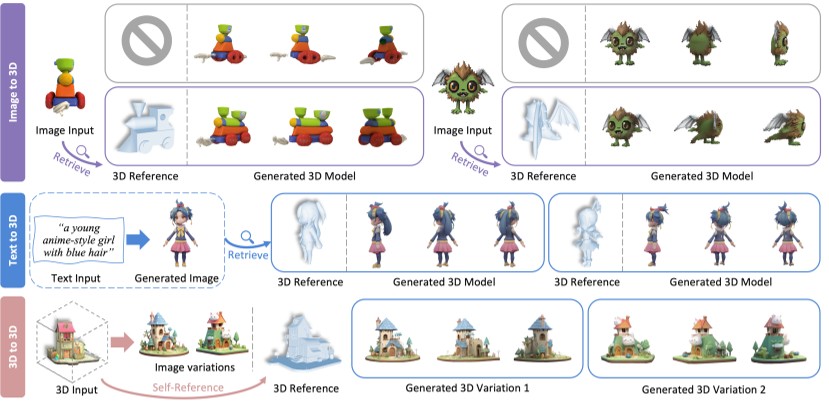 Image to 3D
Image Input
Retrieve
3D Reference
Generated 3D Model
Image Input
Retrieve
3D Reference
Generated 3D Model
Text to 3D
“a young
anime-style girl
with blue hair”
Text Input
Generated Image
Retrieve
3D Reference
Generated 3D Model
3D Reference
Generated 3D Model
3D to 3D
3D Input
Image variations
Self-Reference
3D Reference
Generated 3D Variation 1
Generated 3D Variation 2